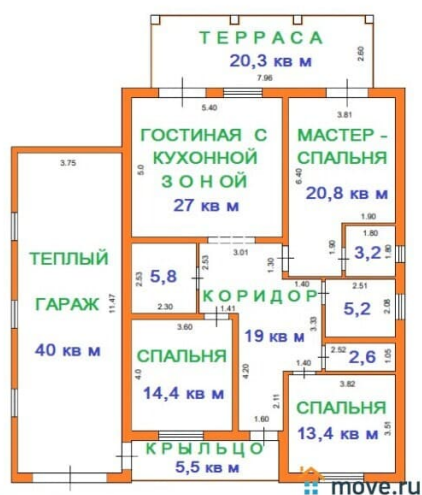 ТЕРРАСА
20,3 кв м
2.60
7.96
5.40
3.81
3.75
ГОСТИНАЯ С
КУХОННОЙ
ЗОНОЙ
27 кв м
5.0
МАСТЕР-
СПАЛЬНЯ
20,8 кв м
6.40
1.90
1.80
3,2
1.80
1.90
ТЕПЛЫЙ
ГАРАЖ
40 кв м
11.47
3.01
2.53
5,8
2.53
2.30
1.30
КОРИДОР
19 кв м
1.40
2.51
5,2
2.08
3.33
1.41
3.60
СПАЛЬНЯ
14,4 кв м
4.0
4.20
2.52
2,6
1.05
1.40
3.82
2.11
СПАЛЬНЯ
13,4 кв м
3.51
1.60
КРЫЛЬЦО
5,5 кв м
move.ru